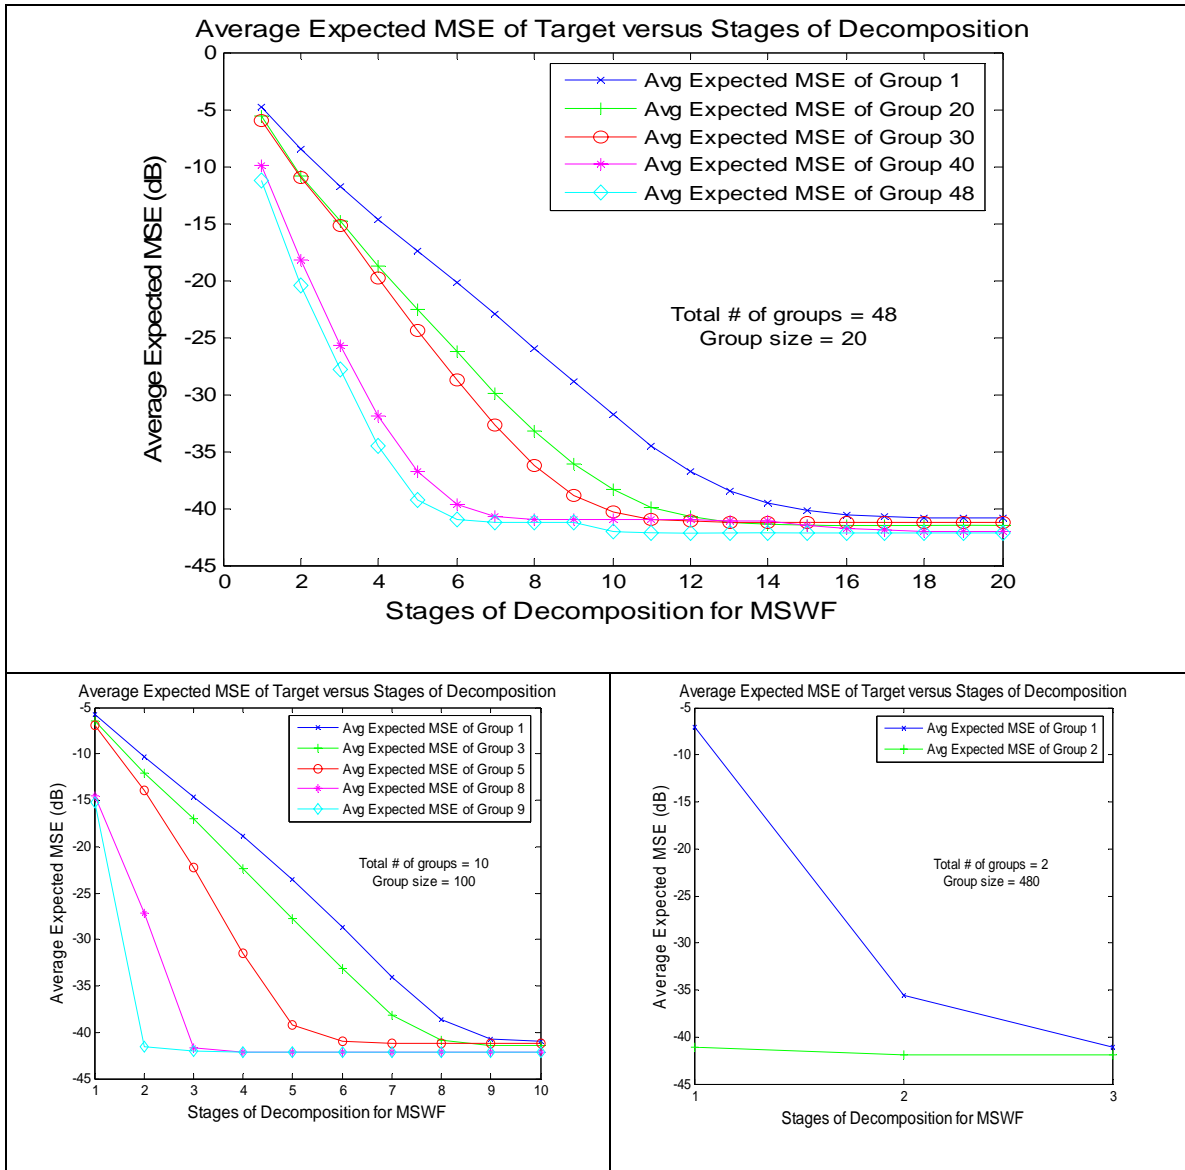 Average Expected MSE of Target versus Stages of Decomposition
0
-5
-10
-15
-20
-25
-30
-35
-40
-45
Average Expected MSE (dB)
Avg Expected MSE of Group 1
Avg Expected MSE of Group 20
Avg Expected MSE of Group 30
Avg Expected MSE of Group 40
Avg Expected MSE of Group 48
Total # of groups = 48
Group size = 20
0 2 4 6 8 10 12 14 16 18 20
Stages of Decomposition for MSWF
Average Expected MSE of Target versus Stages of Decomposition
-5
-10
-15
-20
-25
-30
-35
-40
-45
Average Expected MSE (dB)
Avg Expected MSE of Group 1
Avg Expected MSE of Group 3
Avg Expected MSE of Group 5
Avg Expected MSE of Group 8
Avg Expected MSE of Group 9
Total # of groups = 10
Group size = 100
1 2 3 4 5 6 7 8 9 10
Stages of Decomposition for MSWF
Average Expected MSE of Target versus Stages of Decomposition
-5
-10
-15
-20
-25
-30
-35
-40
-45
Average Expected MSE (dB)
Avg Expected MSE of Group 1
Avg Expected MSE of Group 2
Total # of groups = 2
Group size = 480
1 2 3
Stages of Decomposition for MSWF